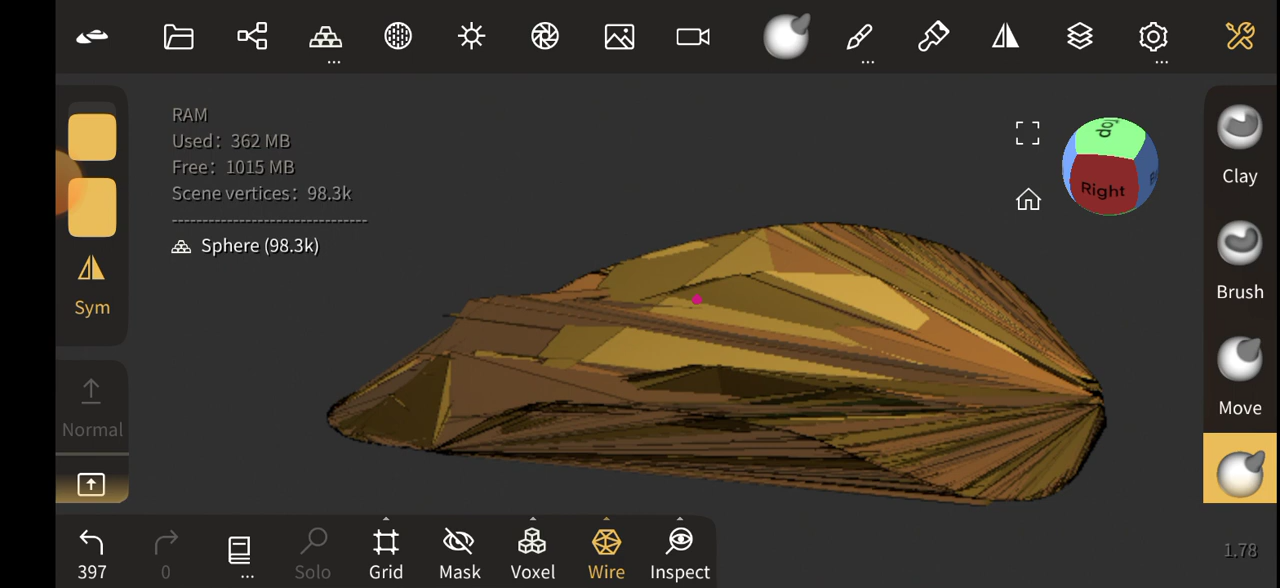 RAM
Used: 362 MB
Free: 1015 MB
Scene vertices: 98.3k
-------------------------------
Sphere (98.3k)
Top
Right
Sym
Normal
Clay
Brush
Move
397
0
...
Solo
Grid
Mask
Voxel
Wire
Inspect
1.78